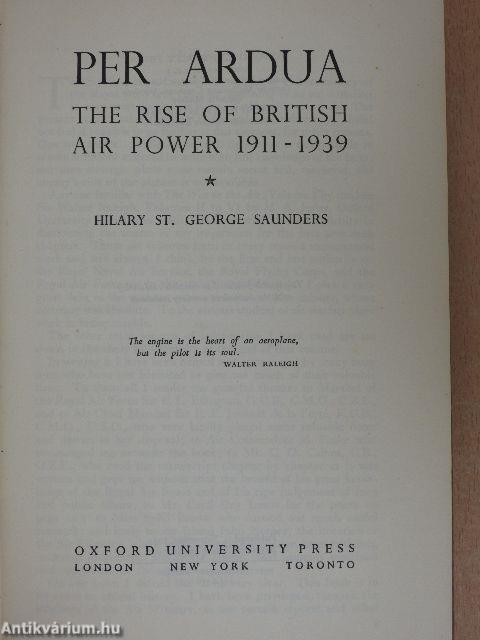 PER ARDUA
THE RISE OF BRITISH
AIR POWER 1911-1939
★
HILARY ST. GEORGE SAUNDERS
The engine is the heart of an aeroplane,
but the pilot is its soul.
WALTER RALEIGH
OXFORD UNIVERSITY PRESS
LONDON NEW YORK TORONTO
Antikvárium.hu